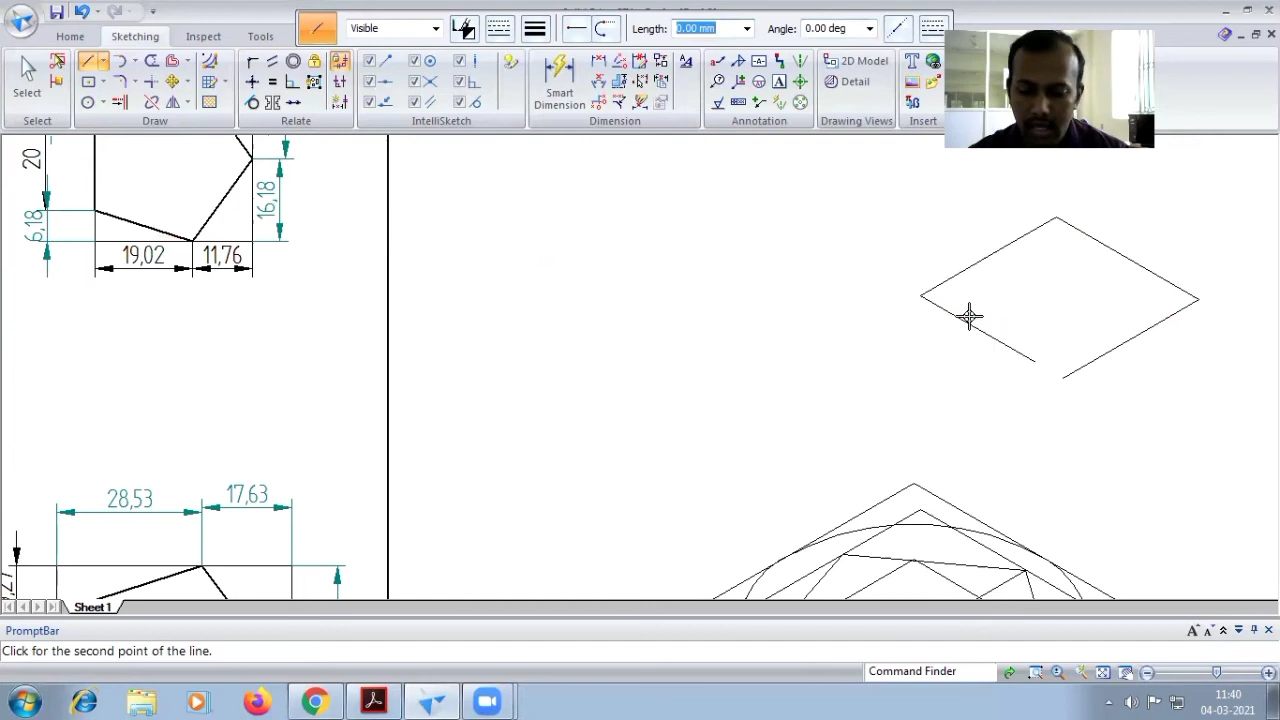 Visible
Length:
0.00 mm
Angle:
0.00 deg
Home
Sketching
Inspect
Tools
Select
Smart
Dimension
2D Model
Detail
Select
Draw
Relate
IntelliSketch
Dimension
Annotation
Drawing Views
Insert
20
6,18
16,18
19,02
11,76
28,53
17,63
Sheet 1
PromptBar
Click for the second point of the line.
Command Finder
11:40
04-03-2021